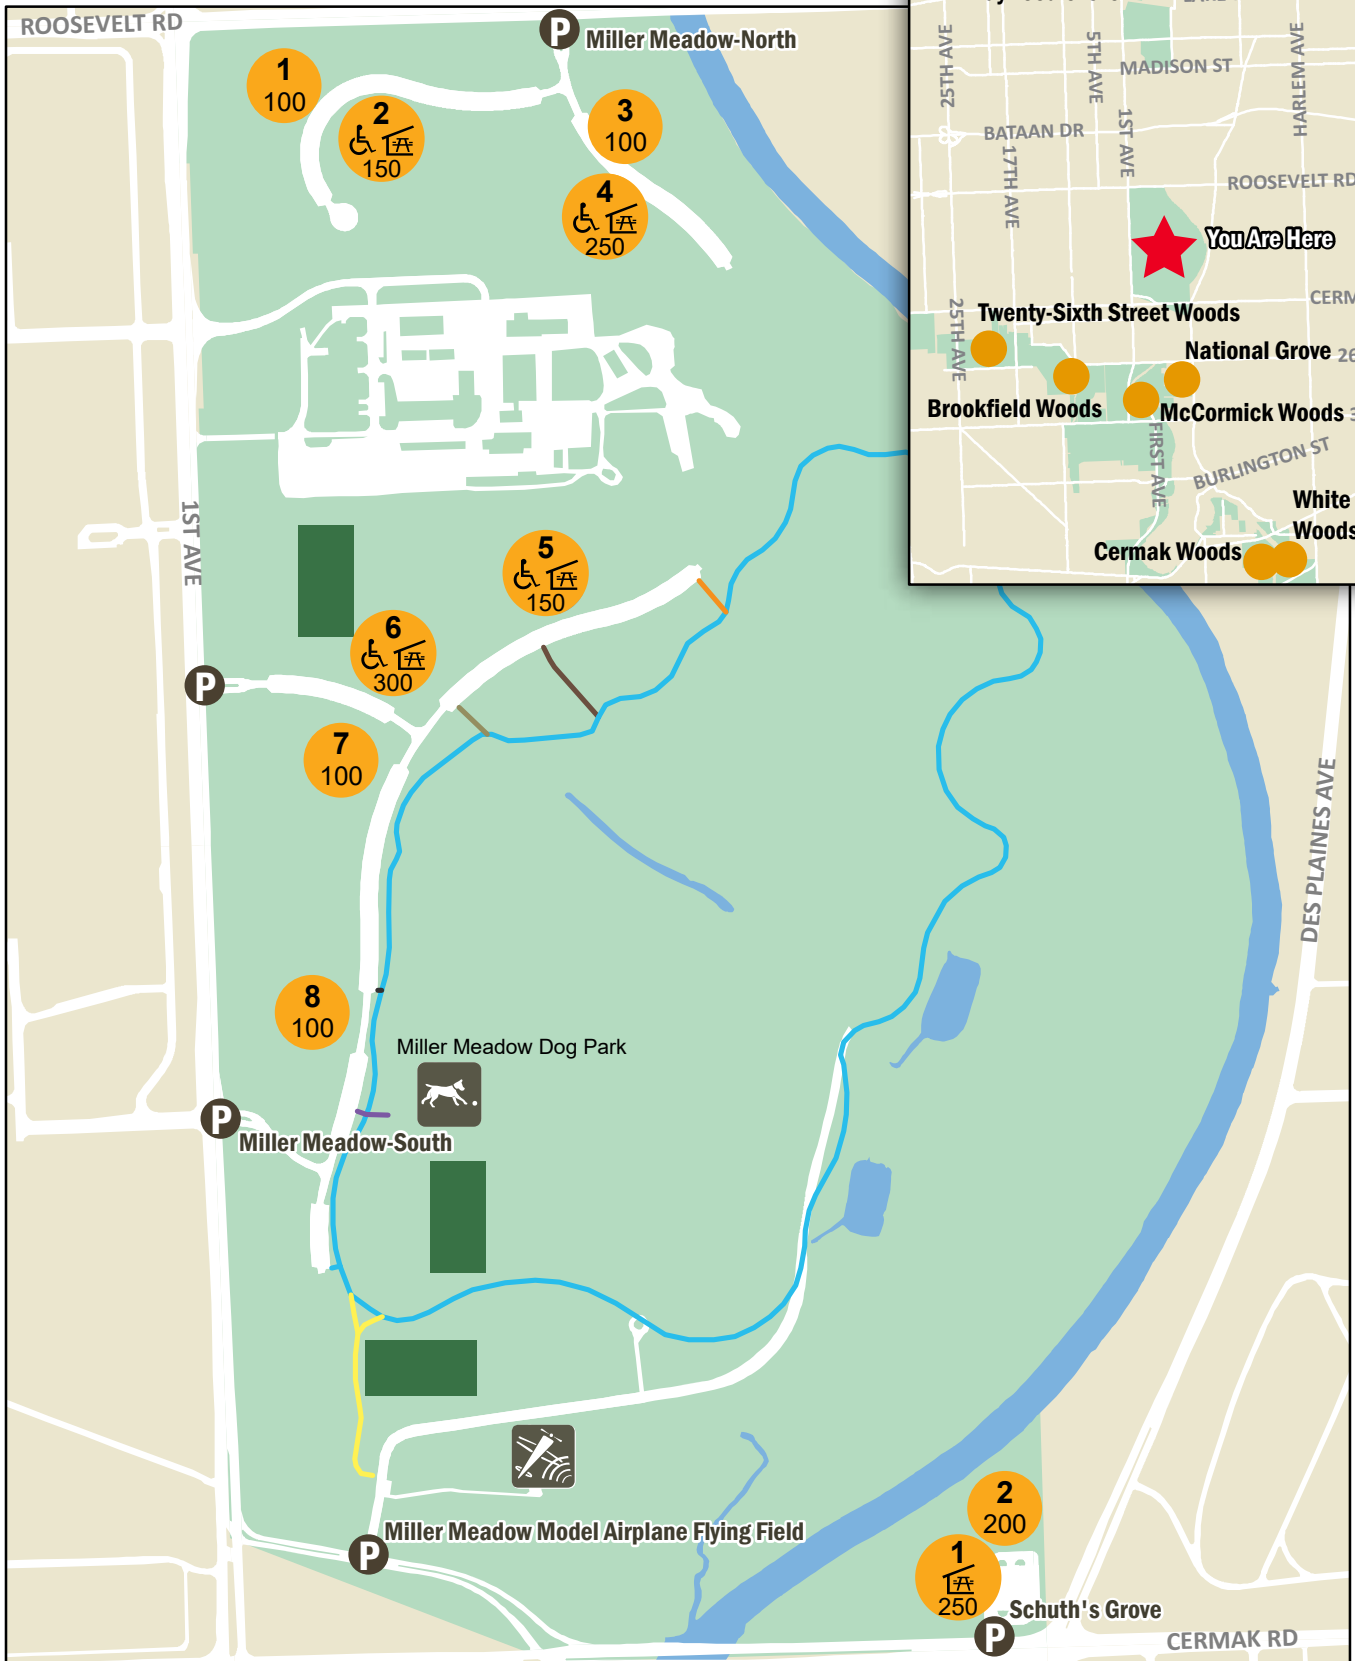 ROOSEVELT RD
P
Miller Meadow-North
1
100
2
150
3
100
4
250
1ST AVE
5
150
6
300
P
7
100
8
100
Miller Meadow Dog Park
P
Miller Meadow-South
DES PLAINES AVE
2
200
1
250
Miller Meadow Model Airplane Flying Field
P
Schuth's Grove
P
CERMAK RD
25TH AVE
5TH AVE
MADISON ST
HARLEM AVE
1ST AVE
BATAAN DR
17TH AVE
ROOSEVELT RD
You Are Here
CERM
25TH AVE
Twenty-Sixth Street Woods
National Grove
26
Brookfield Woods
McCormick Woods
3
FIRST AVE
BURLINGTON ST
White
Woods
Cermak Woods